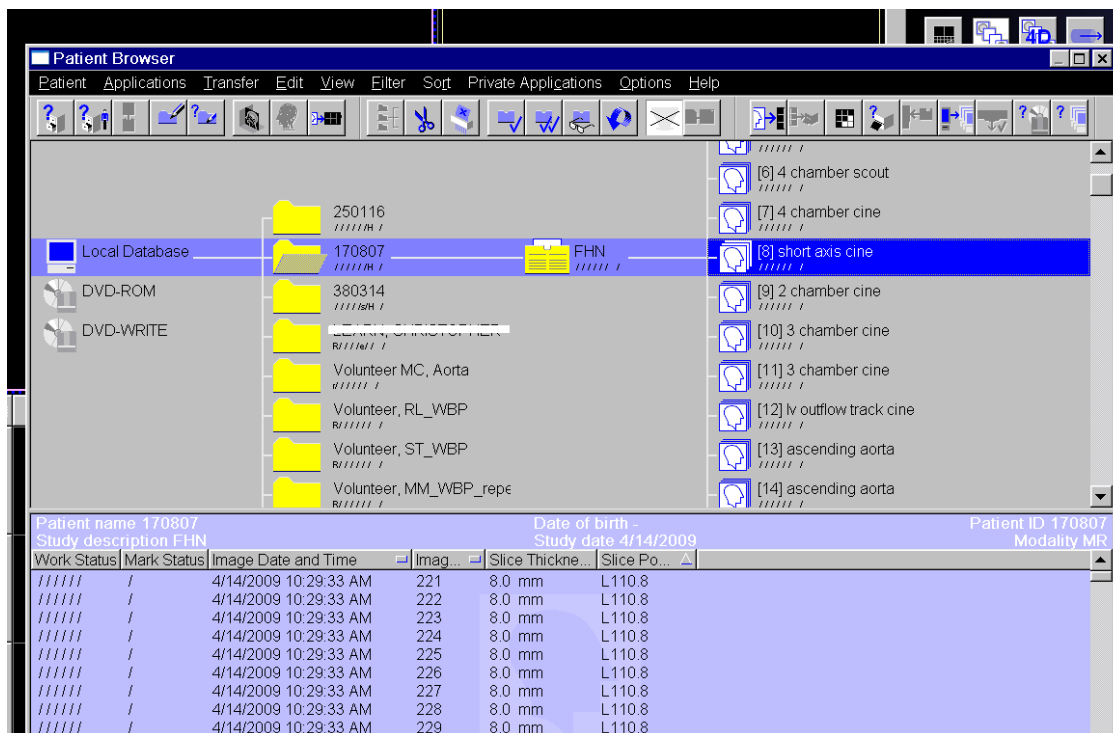 4D
Patient Browser
Patient Applications Transfer Edit View Filter Sort Private Applications Options Help
[6] 4 chamber scout
////// /
250116
//////H /
[7] 4 chamber cine
////// /
Local Database
170807
//////H /
FHN
////// /
[8] short axis cine
////// /
DVD-ROM
380314
/////s/H /
[9] 2 chamber cine
////// /
DVD-WRITE
R////e// /
[10] 3 chamber cine
////// /
Volunteer MC, Aorta
r////// /
[11] 3 chamber cine
////// /
Volunteer, RL_WBP
R////// /
[12] lv outflow track cine
////// /
Volunteer, ST_WBP
R////// /
[13] ascending aorta
////// /
Volunteer, MM_WBP_repe
R////// /
[14] ascending aorta
////// /
Patient name 170807 Date of birth - Patient ID 170807
Study description FHN Study date 4/14/2009 Modality MR
Work Status Mark Status Image Date and Time Imag... Slice Thickne... Slice Po...
////// / 4/14/2009 10:29:33 AM 221 8.0 mm L110.8
////// / 4/14/2009 10:29:33 AM 222 8.0 mm L110.8
////// / 4/14/2009 10:29:33 AM 223 8.0 mm L110.8
////// / 4/14/2009 10:29:33 AM 224 8.0 mm L110.8
////// / 4/14/2009 10:29:33 AM 225 8.0 mm L110.8
////// / 4/14/2009 10:29:33 AM 226 8.0 mm L110.8
////// / 4/14/2009 10:29:33 AM 227 8.0 mm L110.8
////// / 4/14/2009 10:29:33 AM 228 8.0 mm L110.8
////// / 4/14/2009 10:29:33 AM 229 8.0 mm L110.8